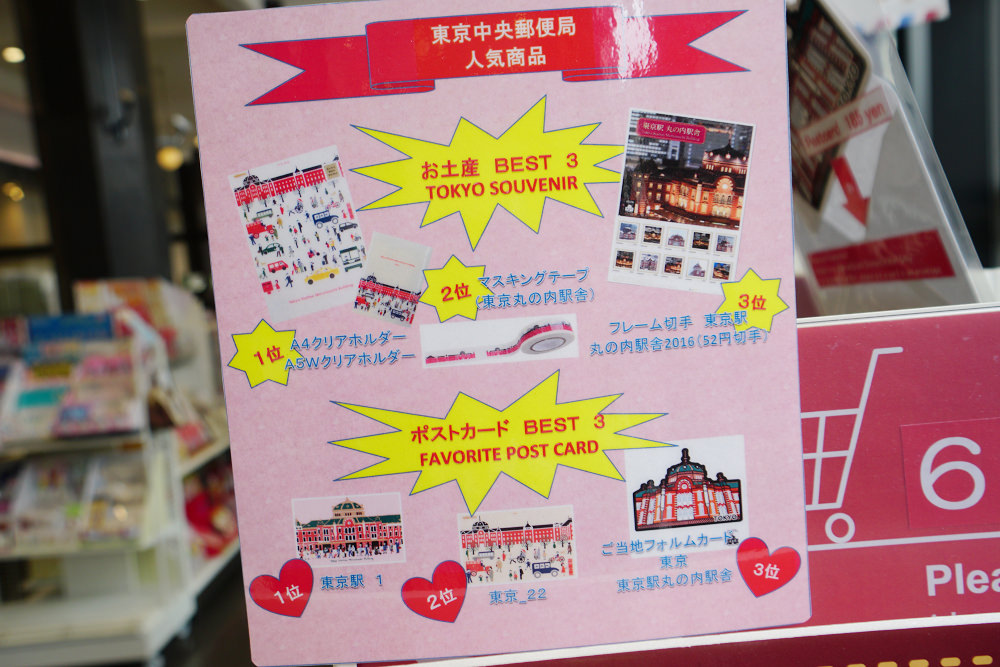 東京中央郵便局
人気商品
お土産 BEST 3
TOKYO SOUVENIR
東京駅 丸の内駅舎
1位
A4クリアホルダー
A5Wクリアホルダー
2位
マスキングテープ
(東京丸の内駅舎)
3位
フレーム切手 東京駅
丸の内駅舎2016(52円切手)
ポストカード BEST 3
FAVORITE POST CARD
1位
東京駅 1
2位
東京_22
TOKYO
ご当地フォルムカード
東京
東京駅丸の内駅舎
3位
Postcard 185 yen
6
Plea